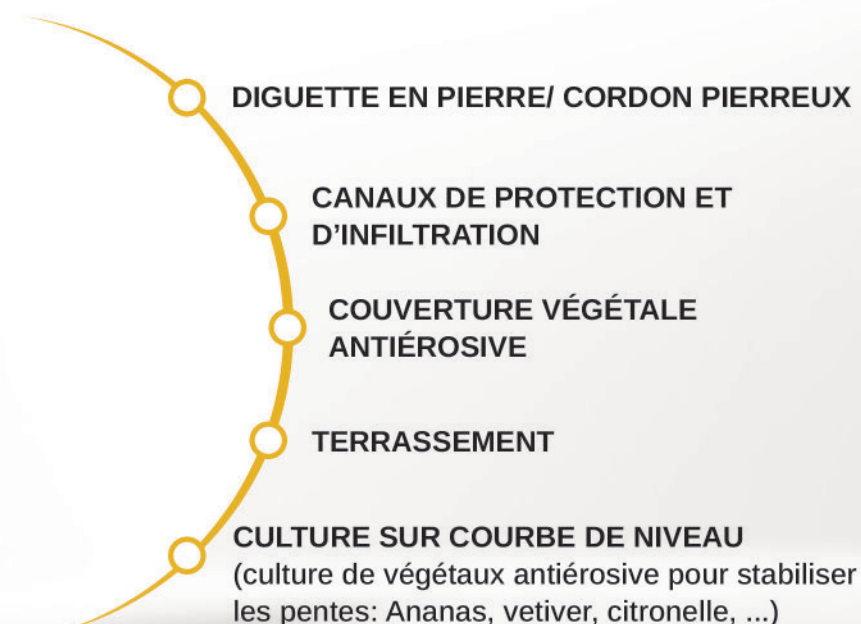 DIGUETTE EN PIERRE/ CORDON PIERREUX
CANAUX DE PROTECTION ET
D'INFILTRATION
COUVERTURE VÉGÉTALE
ANTIÉROSIVE
TERRASSEMENT
CULTURE SUR COURBE DE NIVEAU
(culture de végétaux antiérosive pour stabiliser
les pentes: Ananas, vetiver, citronelle, ...)